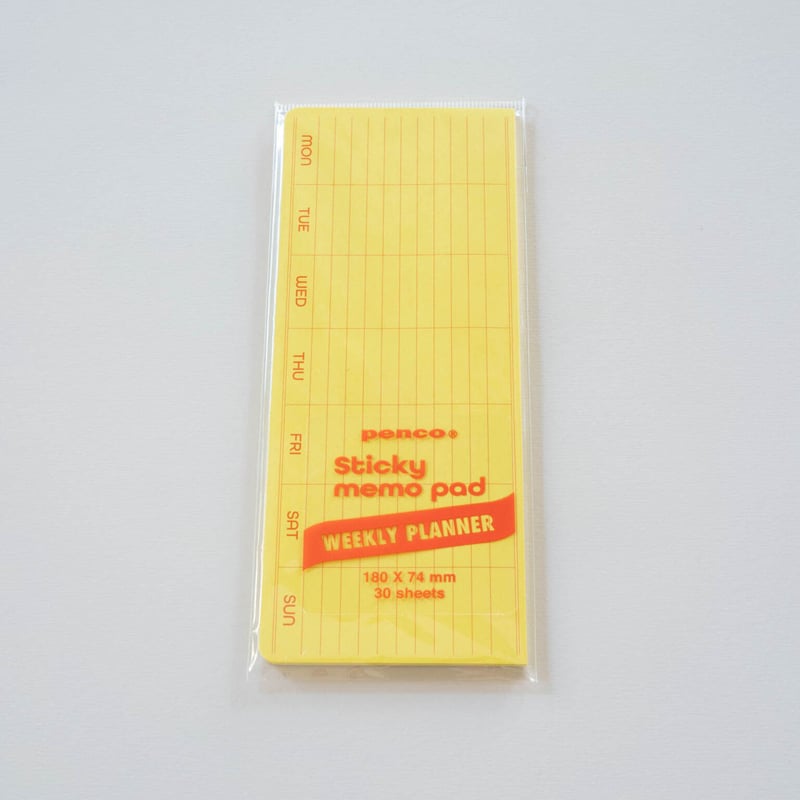 MON
TUE
WED
THU
FRI
SAT
SUN
penco®
Sticky
memo pad
WEEKLY PLANNER
180 X 74 mm
30 sheets